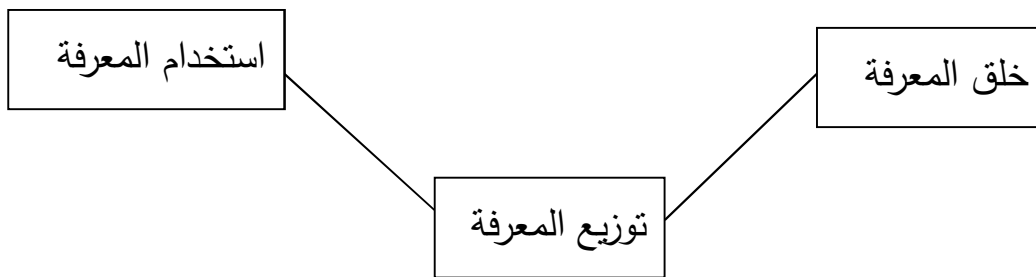 خلق المعرفة
استخدام المعرفة
توزيع المعرفة